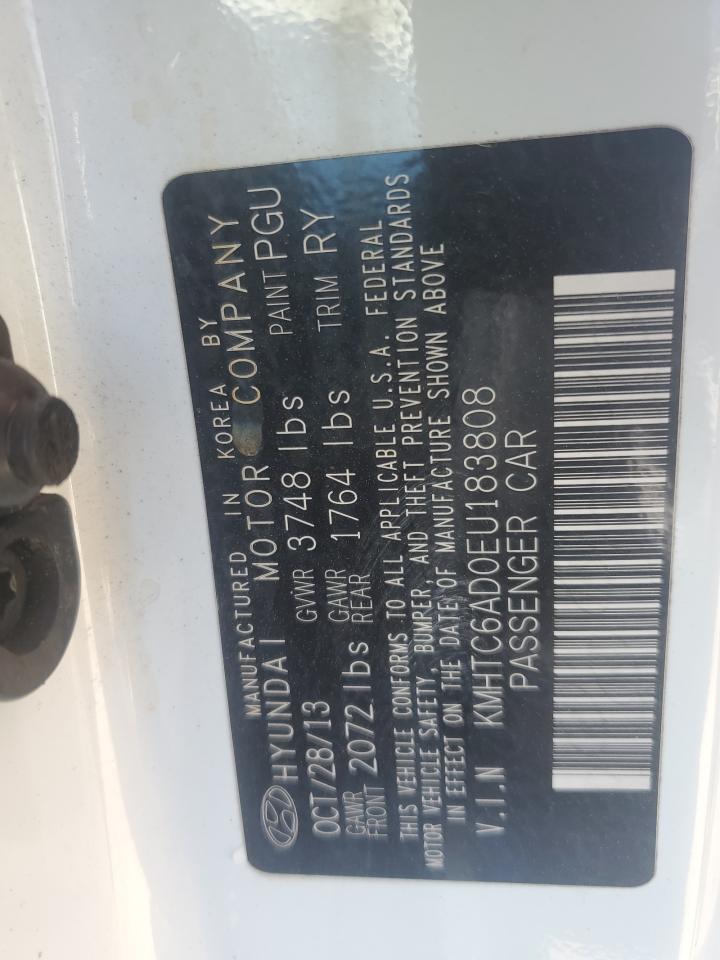 MANUFACTURED IN KOREA BY
HYUNDAI MOTOR COMPANY
OCT/28/13 GVWR 3748 lbs PAINT PGU
GAWR FRONT 2072 lbs GAWR REAR 1764 lbs TRIM RY
THIS VEHICLE CONFORMS TO ALL APPLICABLE U.S.A. FEDERAL
MOTOR VEHICLE SAFETY, BUMPER, AND THEFT PREVENTION STANDARDS
IN EFFECT ON THE DATE OF MANUFACTURE SHOWN ABOVE
V.I.N KMHTC6AD0EU183808
PASSENGER CAR